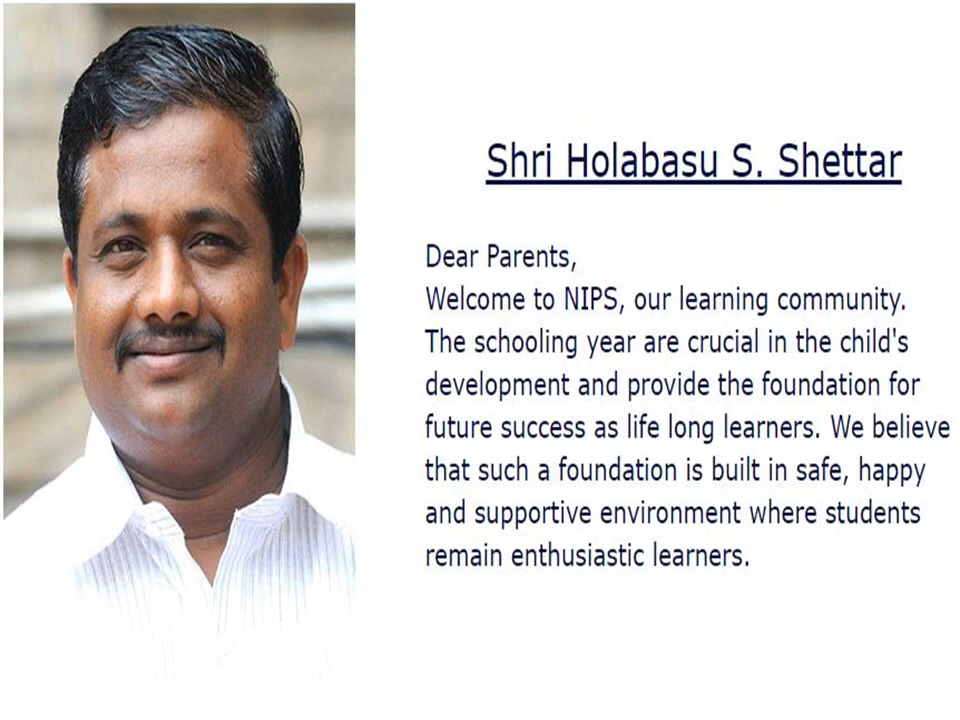 Shri Holabasu S. Shettar
Dear Parents,
Welcome to NIPS, our learning community.
The schooling year are crucial in the child's
development and provide the foundation for
future success as life long learners. We believe
that such a foundation is built in safe, happy
and supportive environment where students
remain enthusiastic learners.